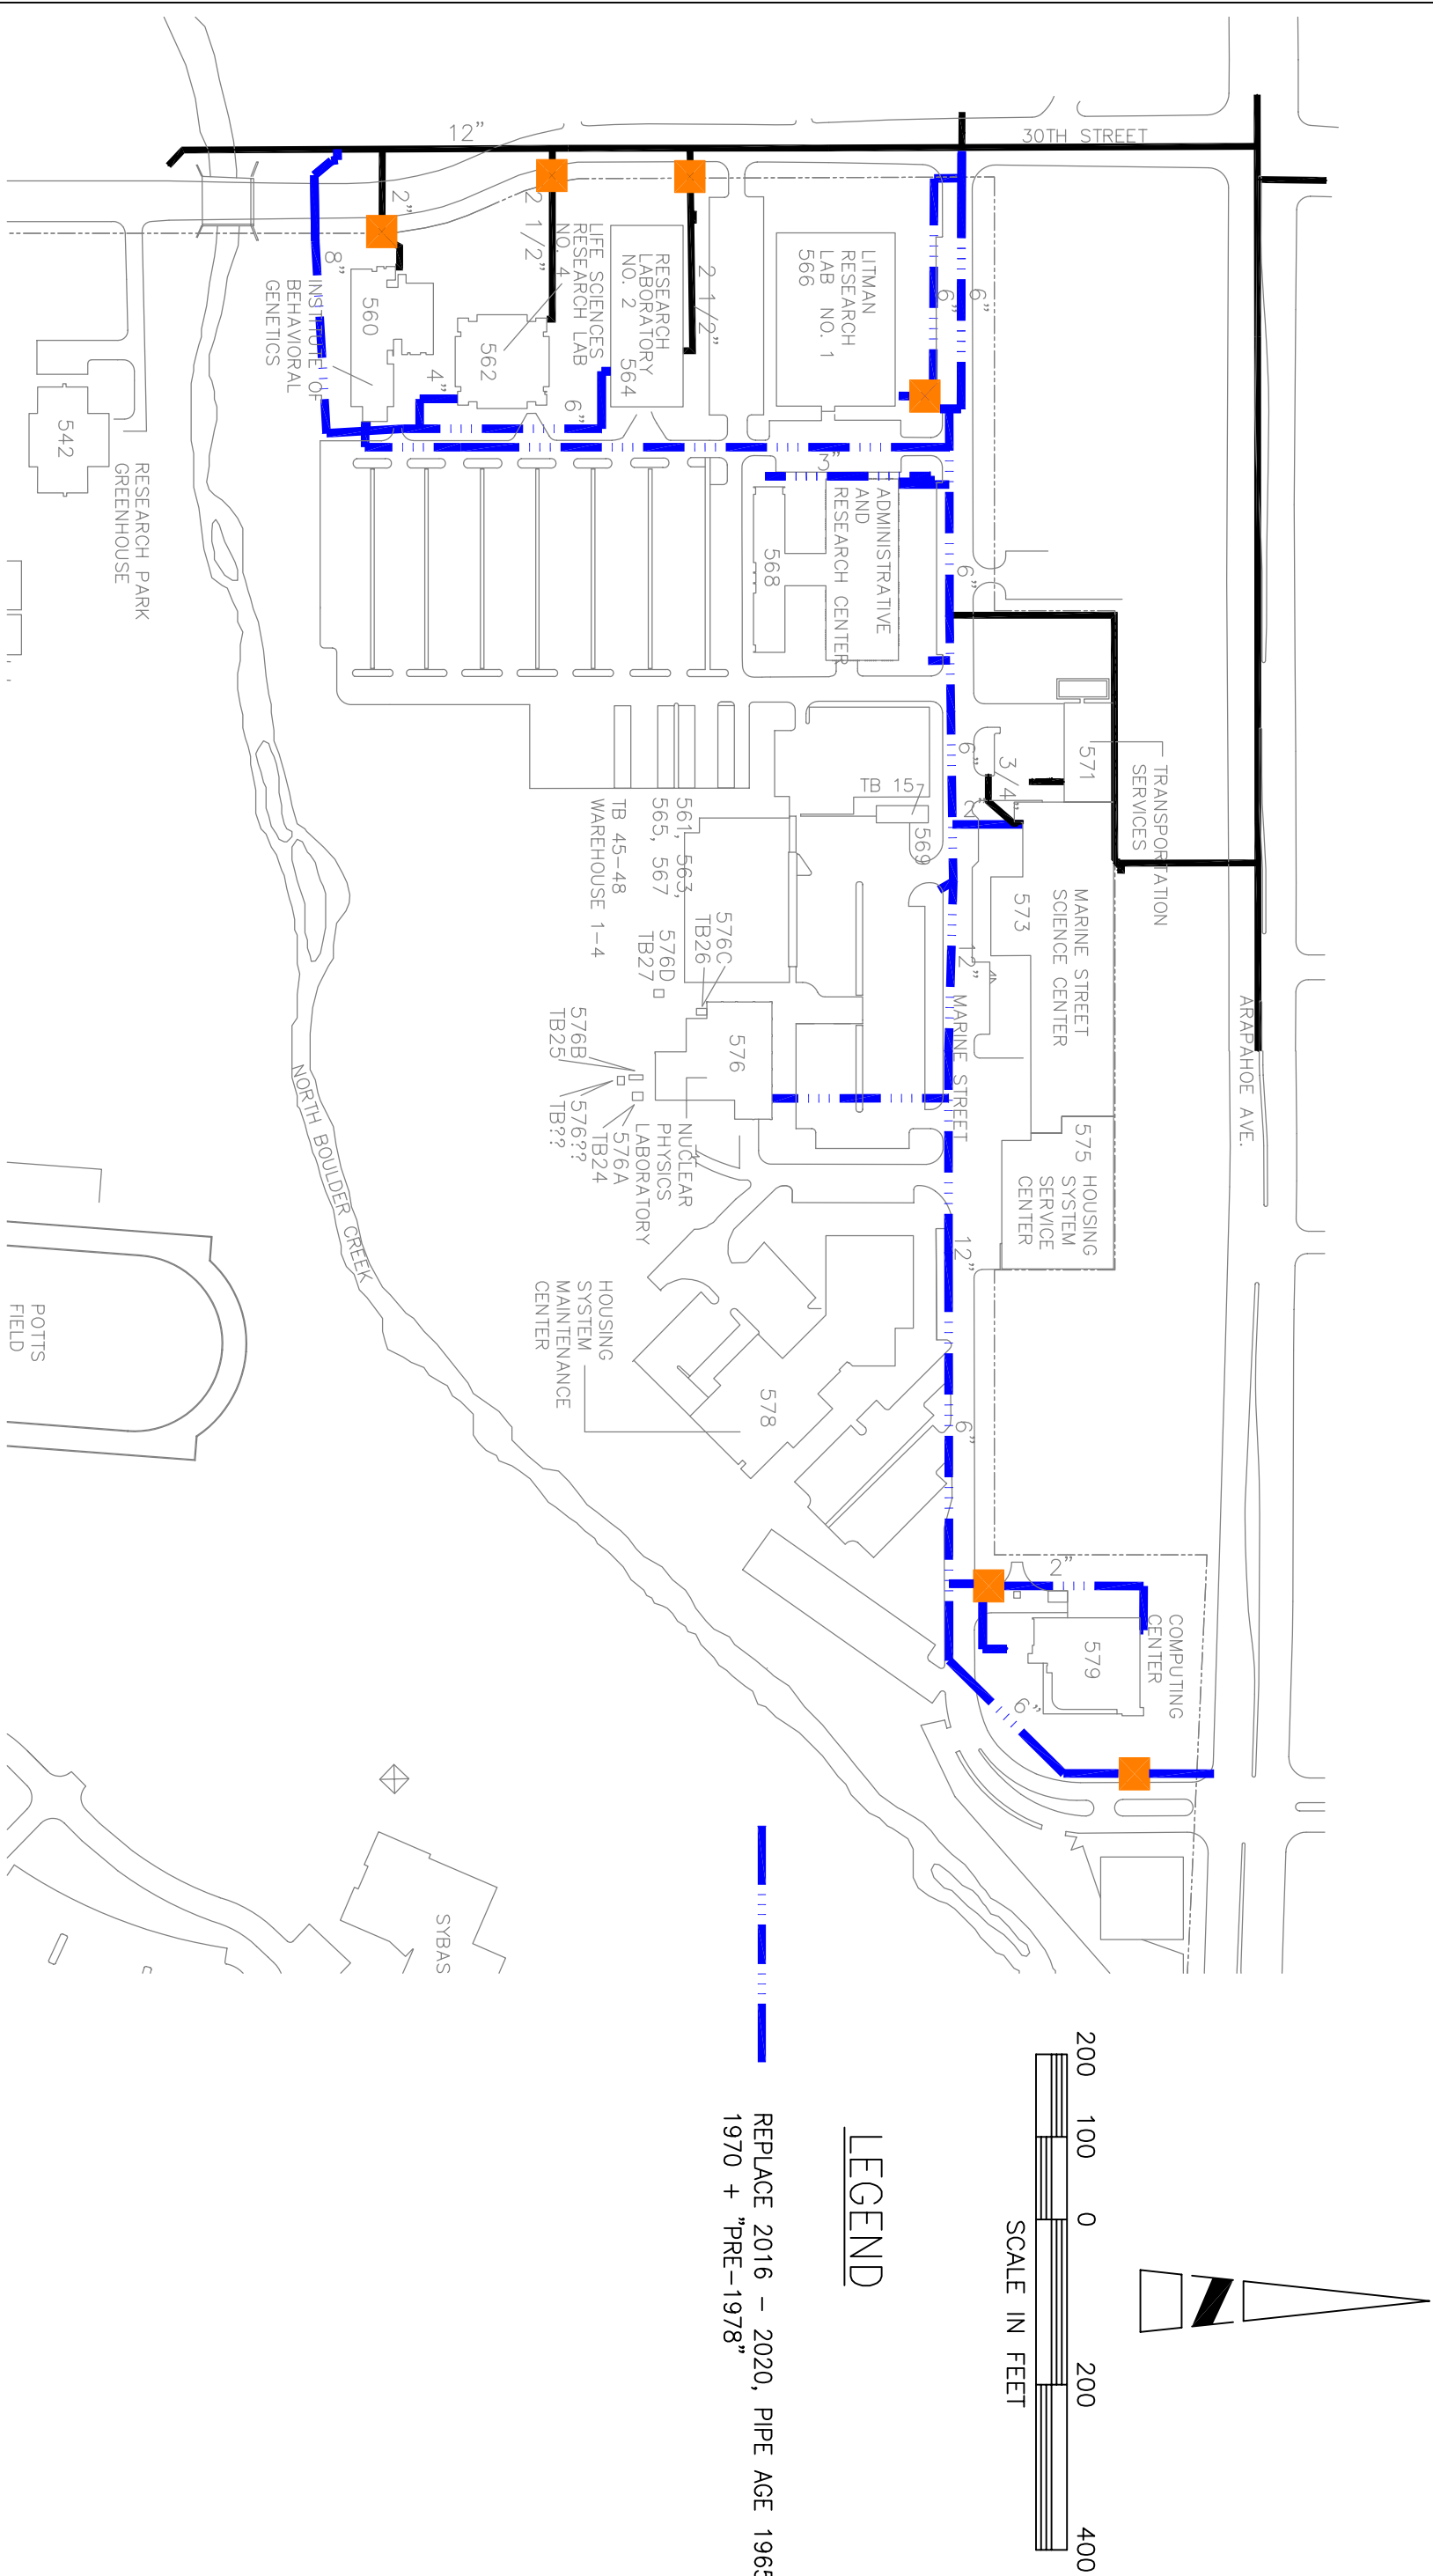 30TH STREET
12"
2"
2 1/2"
2 1/2"
8"
6"
6"
LITMAN
RESEARCH
LAB NO. 1
566
RESEARCH
LABORATORY
NO. 2
564
LIFE SCIENCES
RESEARCH LAB
NO. 4
562
560
INSTITUTE OF
BEHAVIORAL
GENETICS
4"
6"
3"
542
RESEARCH PARK
GREENHOUSE
ADMINISTRATIVE
AND
RESEARCH CENTER
568
6"
6"
571
TRANSPORTATION
SERVICES
3/4"
2"
TB 15
569
573
MARINE STREET
SCIENCE CENTER
12"
MARINE STREET
ARAPAHOE AVE.
561, 563,
565, 567
TB 45-48
WAREHOUSE 1-4
576C
TB26
576D
TB27
576
576B
TB25
576??
TB??
576A
TB24
NUCLEAR
PHYSICS
LABORATORY
575 HOUSING
SYSTEM
SERVICE
CENTER
12"
NORTH BOULDER CREEK
HOUSING
SYSTEM
MAINTENANCE
CENTER
578
6"
POTTS
FIELD
2"
COMPUTING
CENTER
579
6"
SYBAS
200 100 0 200 400
SCALE IN FEET
LEGEND
REPLACE 2016 - 2020, PIPE AGE 1965
1970 + "PRE-1978"